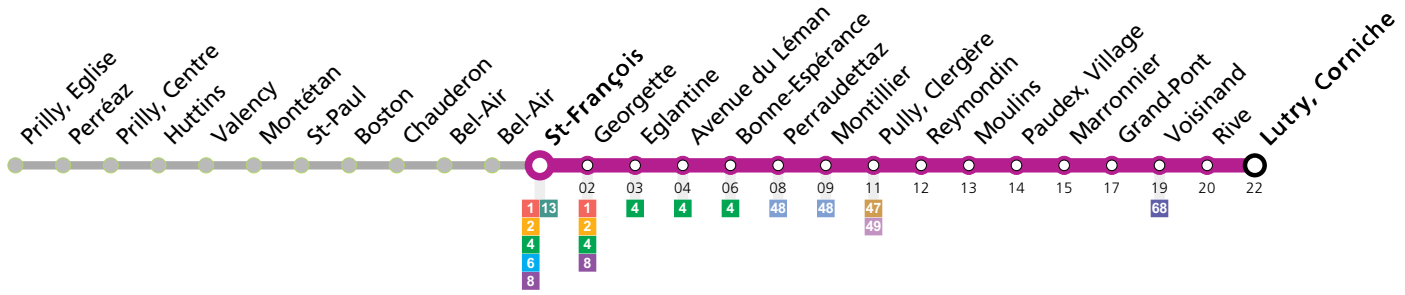 Prilly, Eglise
Perréaz
Prilly, Centre
Huttins
Valency
Montétan
St-Paul
Boston
Chauderon
Bel-Air
Bel-Air
St-François
Georgette
Eglantine
Avenue du Léman
Bonne-Espérance
Perraudettaz
Montillier
Pully, Clergère
Reymondin
Moulins
Paudex, Village
Marronnier
Grand-Pont
Voisinand
Rive
Lutry, Corniche
02 03 04 06 08 09 11 12 13 14 15 17 19 20 22
1 13 1 4 4 4 48 48 47 68
2 2 49
4 4
6 8
8